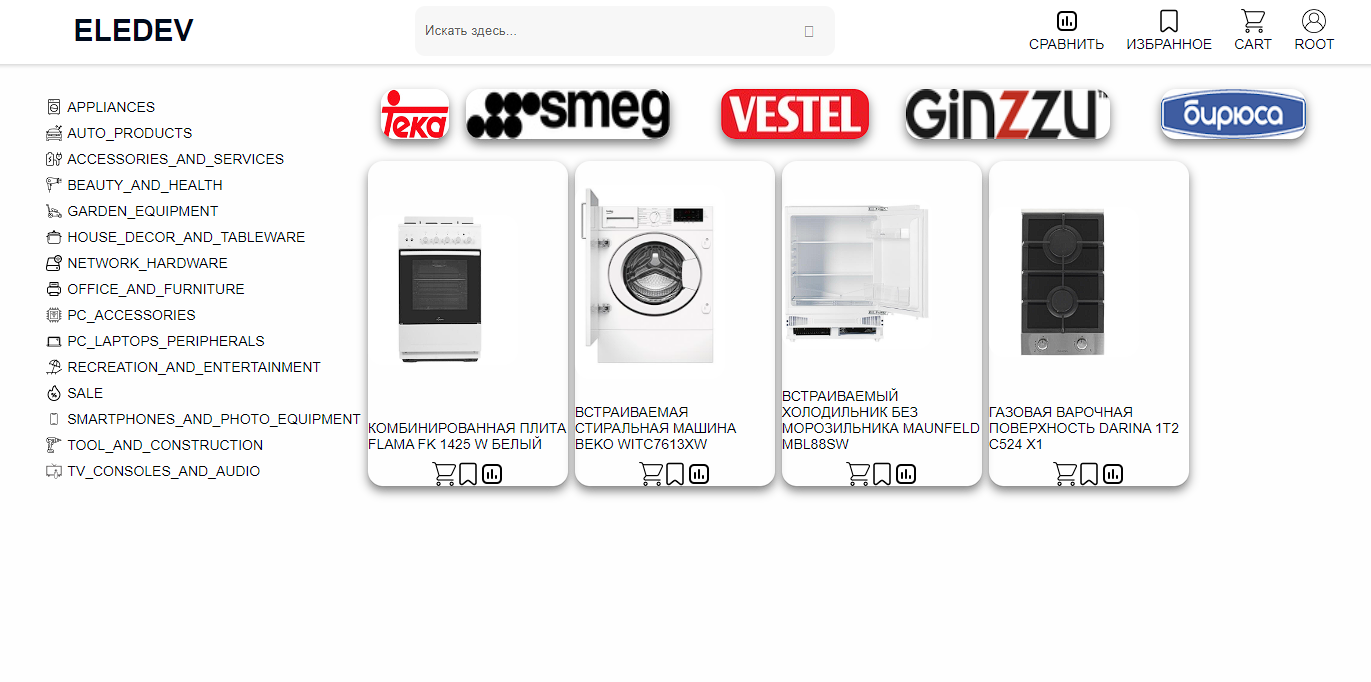 ELEDEV
Искать здесь...
СРАВНИТЬ
ИЗБРАННОЕ
CART
ROOT
APPLIANCES
AUTO_PRODUCTS
ACCESSORIES_AND_SERVICES
BEAUTY_AND_HEALTH
GARDEN_EQUIPMENT
HOUSE_DECOR_AND_TABLEWARE
NETWORK_HARDWARE
OFFICE_AND_FURNITURE
PC_ACCESSORIES
PC_LAPTOPS_PERIPHERALS
RECREATION_AND_ENTERTAINMENT
SALE
SMARTPHONES_AND_PHOTO_EQUIPMENT
TOOL_AND_CONSTRUCTION
TV_CONSOLES_AND_AUDIO
Teka
smeg
VESTEL
GiNZZU
бирюса
КОМБИНИРОВАННАЯ ПЛИТА
FLAMA FK 1425 W БЕЛЫЙ
ВСТРАИВАЕМАЯ
СТИРАЛЬНАЯ МАШИНА
BEKO WITC7613XW
ВСТРАИВАЕМЫЙ
ХОЛОДИЛЬНИК БЕЗ
МОРОЗИЛЬНИКА MAUNFELD
MBL88SW
ГАЗОВАЯ ВАРОЧНАЯ
ПОВЕРХНОСТЬ DARINA 1T2
C524 X1